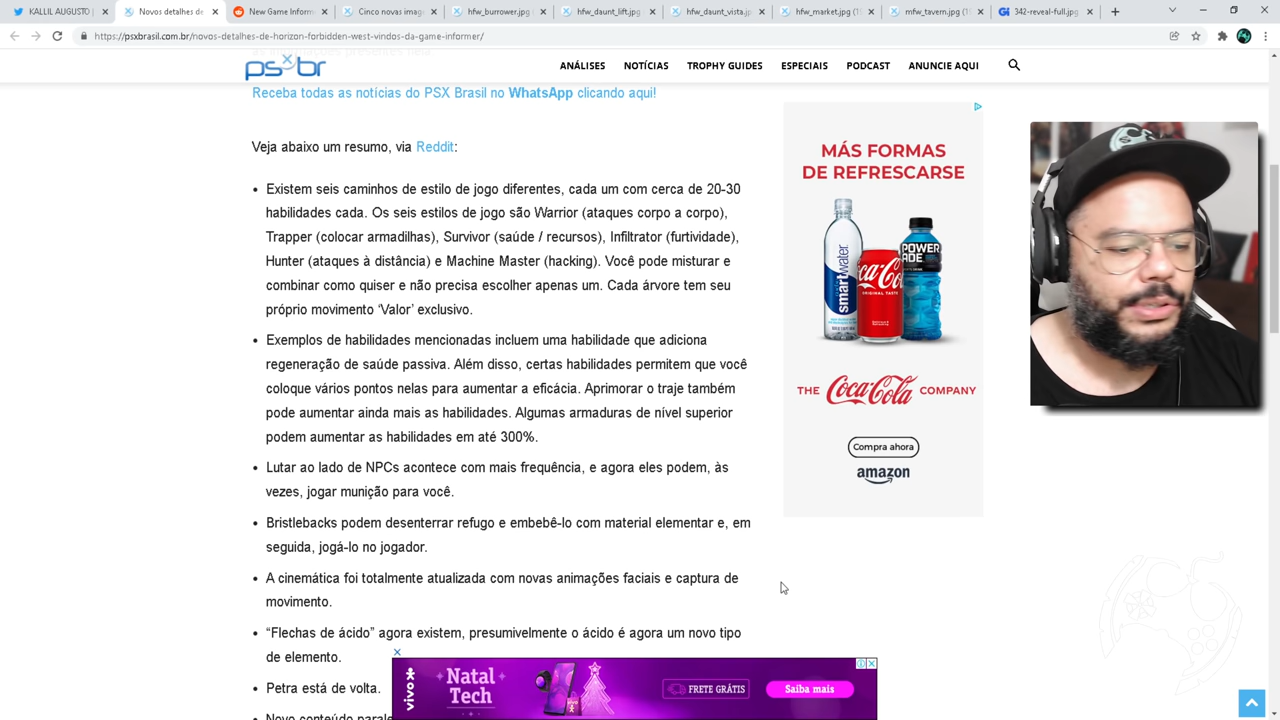 KALLIL AUGUSTO |
Novos detalhes de
New Game Inform
Cinco novas imag
hfw_burrower.jpg (
hfw_daunt_lift.jpg
hfw_daunt_vista.jp
hfw_market.jpg (19
mfw_tavern.jpg (1
342-reveal-full.jpg
https://psxbrasil.com.br/novos-detalhes-de-horizon-forbidden-west-vindos-da-game-informer/
psxbr
ANÁLISES
NOTÍCIAS
TROPHY GUIDES
ESPECIAIS
PODCAST
ANUNCIE AQUI
Receba todas as notícias do PSX Brasil no WhatsApp clicando aqui!
Veja abaixo um resumo, via Reddit:
• Existem seis caminhos de estilo de jogo diferentes, cada um com cerca de 20-30
habilidades cada. Os seis estilos de jogo são Warrior (ataques corpo a corpo),
Trapper (colocar armadilhas), Survivor (saúde / recursos), Infiltrator (furtividade),
Hunter (ataques à distância) e Machine Master (hacking). Você pode misturar e
combinar como quiser e não precisa escolher apenas um. Cada árvore tem seu
próprio movimento ‘Valor’ exclusivo.
• Exemplos de habilidades mencionadas incluem uma habilidade que adiciona
regeneração de saúde passiva. Além disso, certas habilidades permitem que você
coloque vários pontos nelas para aumentar a eficácia. Aprimorar o traje também
pode aumentar ainda mais as habilidades. Algumas armaduras de nível superior
podem aumentar as habilidades em até 300%.
• Lutar ao lado de NPCs acontece com mais frequência, e agora eles podem, às
vezes, jogar munição para você.
• Bristlebacks podem desenterrar refugo e embebê-lo com material elementar e, em
seguida, jogá-lo no jogador.
• A cinemática foi totalmente atualizada com novas animações faciais e captura de
movimento.
• “Flechas de ácido” agora existem, presumivelmente o ácido é agora um novo tipo
de elemento.
• Petra está de volta.
• Novo conteúdo parale
MÁS FORMAS
DE REFRESCARSE
smartwater
Coca-Cola
ORIGINAL TASTE
POWER
ADE
THE Coca-Cola COMPANY
Compra ahora
amazon
vivo
Natal
Tech
FRETE GRÁTIS
Saiba mais